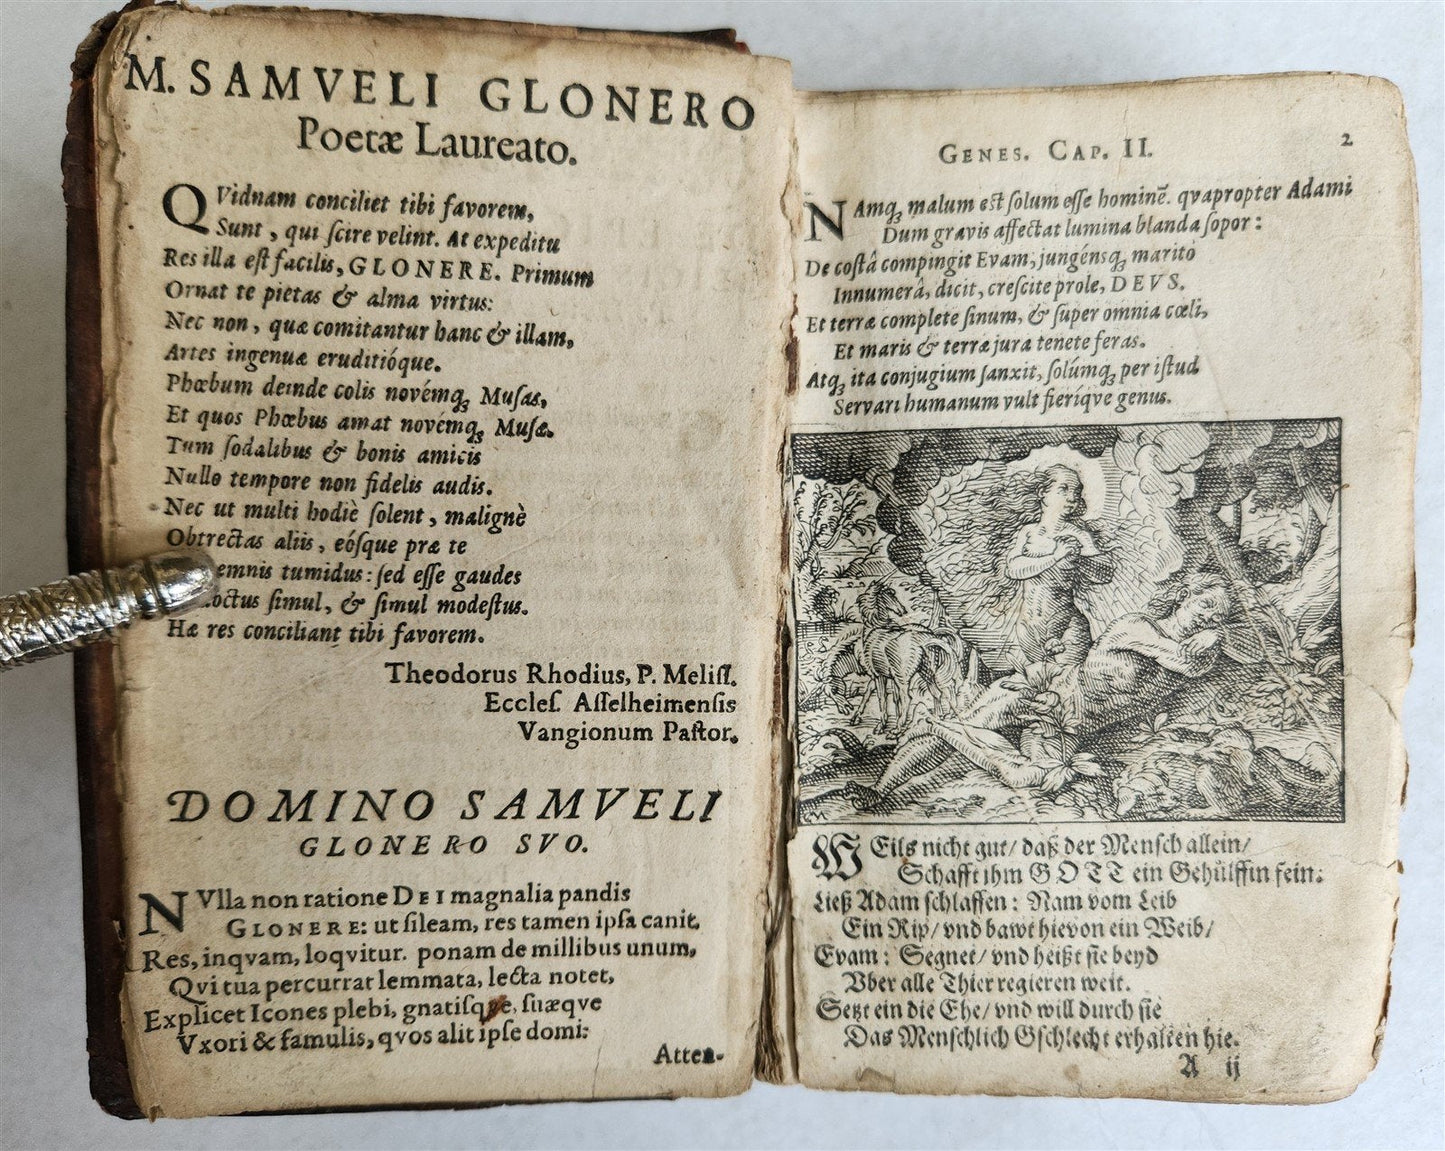 M. SAMVELI GLONERO
Poetæ Laureato.
QVidnam conciliet tibi favorem,
Sunt, qui ſcire velint. At expeditu
Res illa eſt facilis, GLONERE. Primum
Ornat te pietas & alma virtus:
Nec non, quæ comitantur hanc & illam,
Artes ingenuæ eruditióque.
Phœbum deinde colis novémq́ꝫ Muſas,
Et quos Phœbus amat novémqꝫ Muſæ.
Tum ſodalibus & bonis amicis
Nullo tempore non fidelis audis.
Nec ut multi hodiè ſolent, malignè
Obtrectas aliis, eóſque præ te
emnis tumidus: ſed eſſe gaudes
octus ſimul, & ſimul modeſtus.
Hæ res conciliant tibi favorem.
Theodorus Rhodius, P. Meliſſ.
Eccleſ. Aſſelheimenſis
Vangionum Paſtor.
DOMINO SAMVELI
GLONERO SVO.
NVlla non ratione DEI magnalia pandis
GLONERE: ut ſileam, res tamen ipſa canit.
Res, inqvam, loqvitur. ponam de millibus unum,
Qvi tua percurrat lemmata, lecta notet,
Explicet Icones plebi, gnatiſqve, ſuæqve
Vxori & famulis, qvos alit ipſe domi:
Atten-
GENES. CAP. II.
2
NAmqꝫ malum eſt ſolum eſſe hominē. qvapropter Adami
Dum gravis affectat lumina blanda ſopor:
De coſtâ compingit Evam, jungénsqꝫ marito
Innumerâ, dicit, creſcite prole, DEVS.
Et terræ complete ſinum, & ſuper omnia cœli,
Et maris & terræ jura tenete feras.
Atqꝫ ita conjugium ſanxit, ſolúmqꝫ per iſtud
Servari humanum vult fieriqve genus.
WEils nicht gut/ daß der Menſch allein/
Schafft ihm GOTT ein Gehülffin fein.
Ließ Adam ſchlaffen: Nam vom Leib
Ein Rip/ vnd bawt hievon ein Weib/
Evam: Segnet/ vnd heißt ſie beyd
Vber alle Thier regieren weit.
Setzt ein die Ehe/ vnd will durch ſie
Das Menſchlich Gſchlecht erhalten hie.
A ij